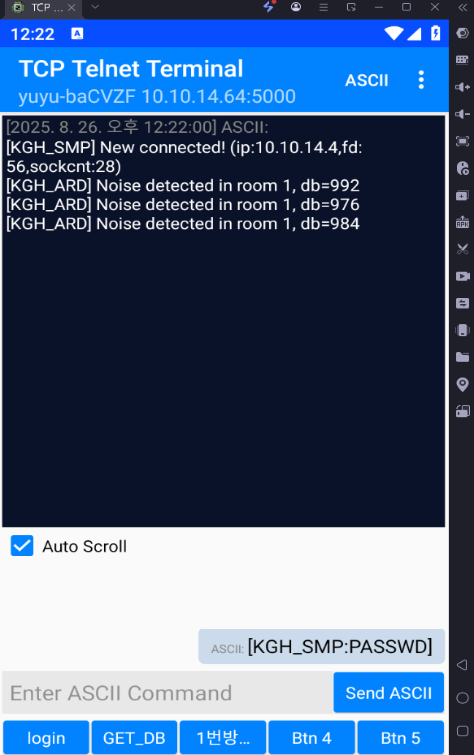 TCP ...
12:22 A
TCP Telnet Terminal
ASCII
yuyu-baCVZF 10.10.14.64:5000
[2025. 8. 26. 오후 12:22:00] ASCII:
[KGH_SMP] New connected! (ip:10.10.14.4,fd:
56,sockcnt:28)
[KGH_ARD] Noise detected in room 1, db=992
[KGH_ARD] Noise detected in room 1, db=976
[KGH_ARD] Noise detected in room 1, db=984
Auto Scroll
ASCII: [KGH_SMP:PASSWD]
Enter ASCII Command
Send ASCII
login
GET_DB
1번방...
Btn 4
Btn 5